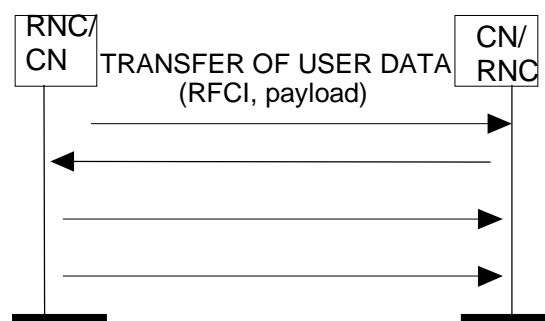 RNC/
CN
TRANSFER OF USER DATA
(RFCI, payload)
CN/
RNC